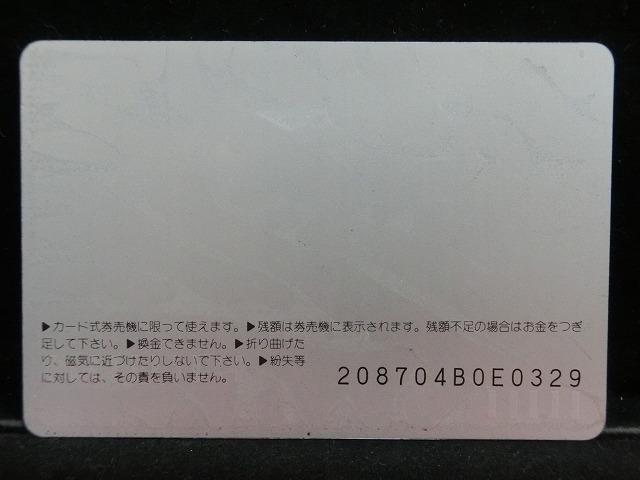 ▶カード式券売機に限って使えます。▶残額は券売機に表示されます。残額不足の場合はお金をつぎ
足して下さい。▶換金できません。▶折り曲げた
り、磁気に近づけたりしないで下さい。▶紛失等
に対しては、その責を負いません。
208704B0E0329